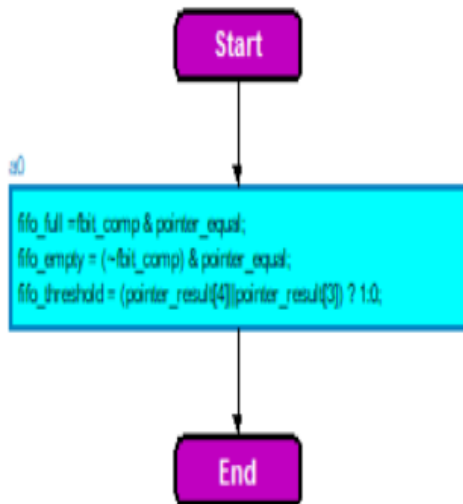 Start
a0
fifo_full =fbit_comp & pointer_equal;
fifo_empty = (~fbit_comp) & pointer_equal;
fifo_threshold = (pointer_result[4]||pointer_result[3]) ? 1:0;
End